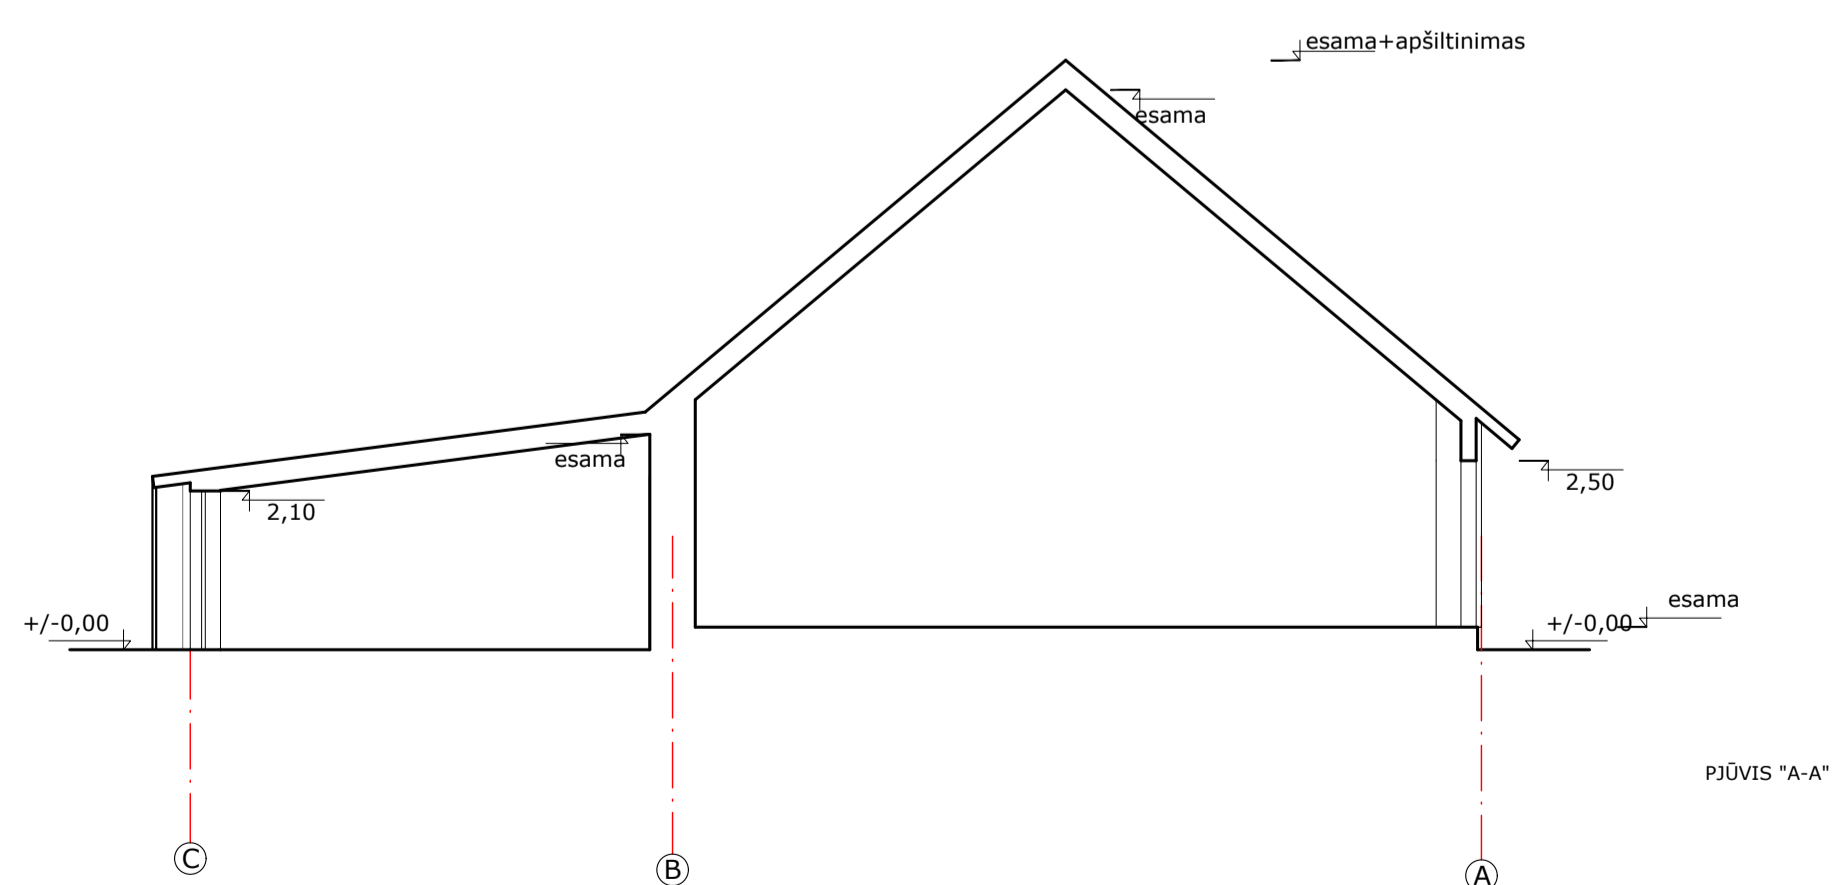 esama+apšiltinimas
esama
esama
2,50
2,10
esama
+/-0,00
+/-0,00
PJŪVIS "A-A"
C
B
A